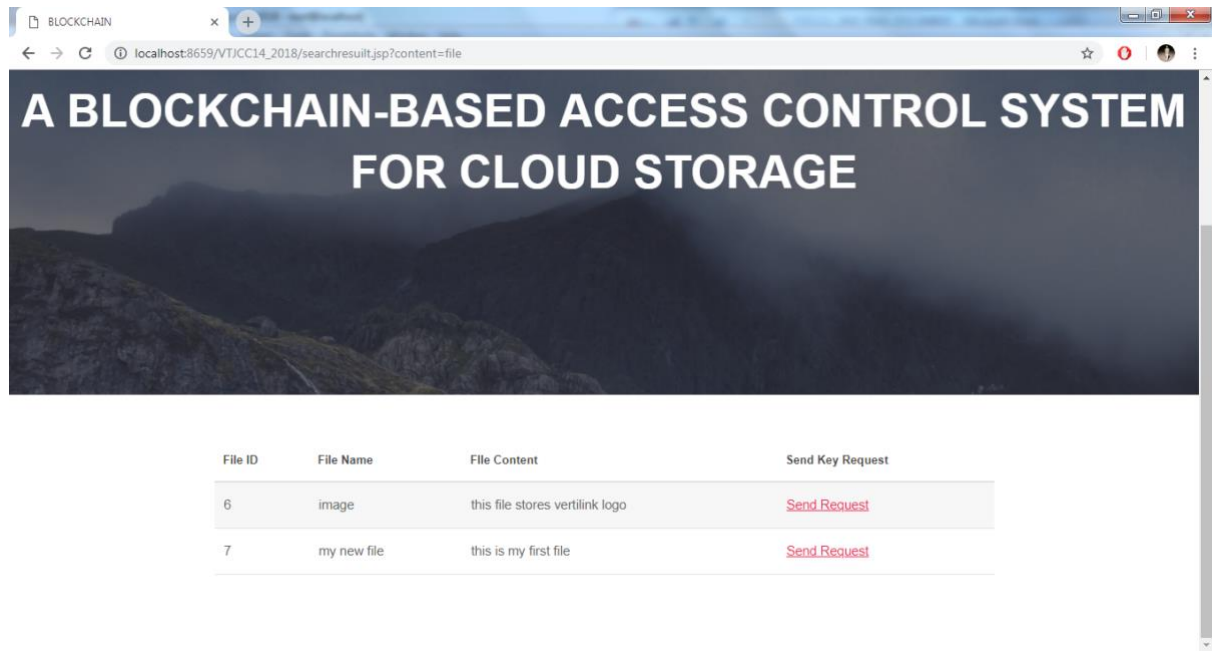 BLOCKCHAIN
localhost:8659/VTJCC14_2018/searchresuilt.jsp?content=file
A BLOCKCHAIN-BASED ACCESS CONTROL SYSTEM
FOR CLOUD STORAGE
File ID File Name FIle Content Send Key Request
6 image this file stores vertilink logo Send Request
7 my new file this is my first file Send Request